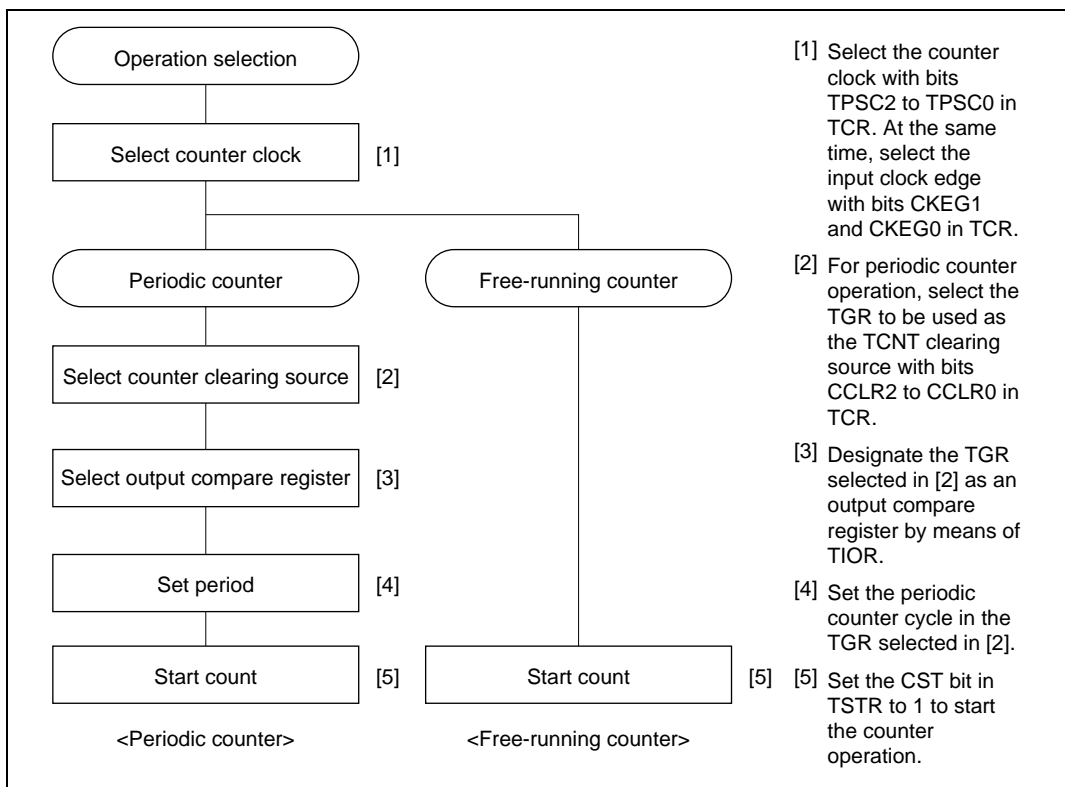 Operation selection
Select counter clock
[1]
Periodic counter
Free-running counter
Select counter clearing source
[2]
Select output compare register
[3]
Set period
[4]
Start count
[5]
Start count
[5]
<Periodic counter>
<Free-running counter>
[1] Select the counter
clock with bits
TPSC2 to TPSC0 in
TCR. At the same
time, select the
input clock edge
with bits CKEG1
and CKEG0 in TCR.
[2] For periodic counter
operation, select the
TGR to be used as
the TCNT clearing
source with bits
CCLR2 to CCLR0 in
TCR.
[3] Designate the TGR
selected in [2] as an
output compare
register by means of
TIOR.
[4] Set the periodic
counter cycle in the
TGR selected in [2].
[5] Set the CST bit in
TSTR to 1 to start
the counter
operation.